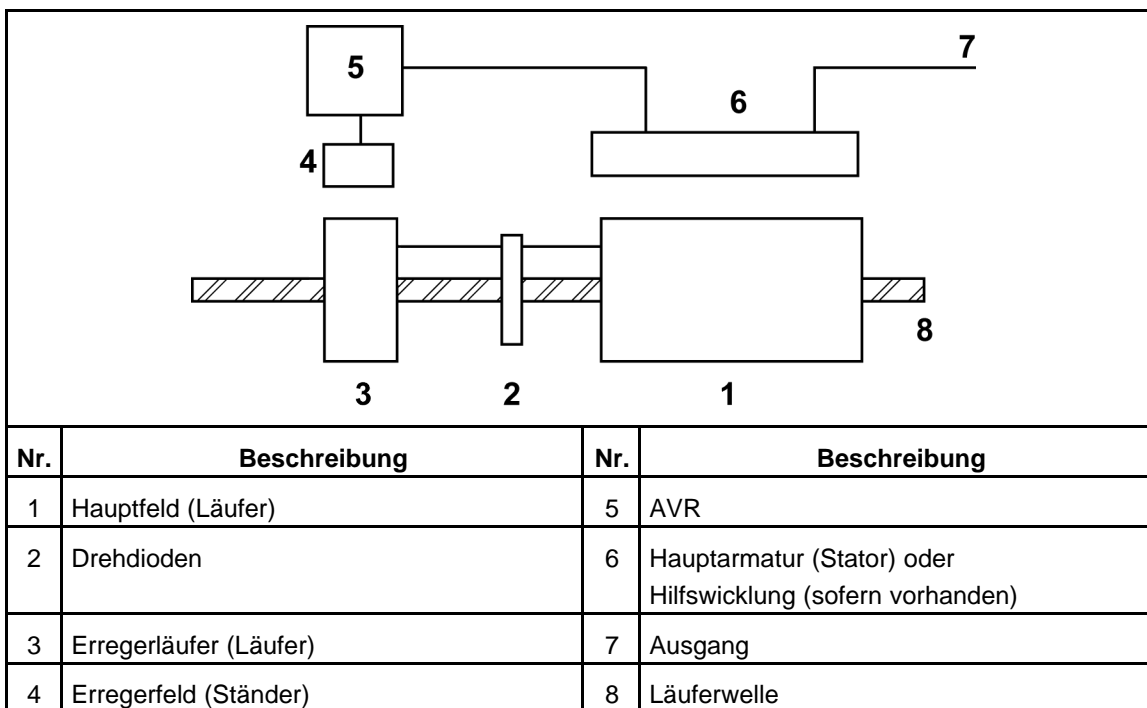 5
7
6
4
8
3
2
1
Nr. Beschreibung Nr. Beschreibung
1 Hauptfeld (Läufer) 5 AVR
2 Drehdioden 6 Hauptarmatur (Stator) oder
Hilfswicklung (sofern vorhanden)
3 Erregerläufer (Läufer) 7 Ausgang
4 Erregerfeld (Ständer) 8 Läuferwelle